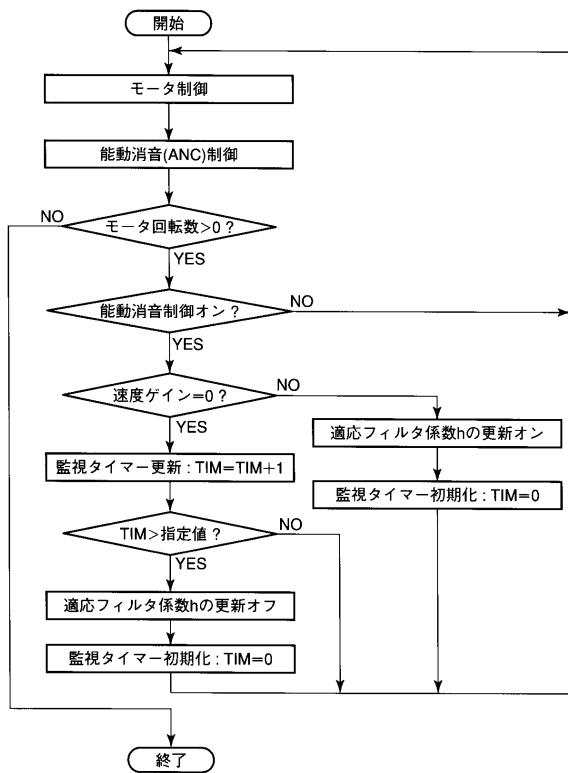 開始
モータ制御
能動消音(ANC)制御
モータ回転数>0?
NO
YES
能動消音制御オン?
NO
YES
速度ゲイン=0?
NO
YES
適応フィルタ係数hの更新オン
監視タイマー更新:TIM=TIM+1
監視タイマー初期化:TIM=0
TIM>指定値?
NO
YES
適応フィルタ係数hの更新オフ
監視タイマー初期化:TIM=0
終了